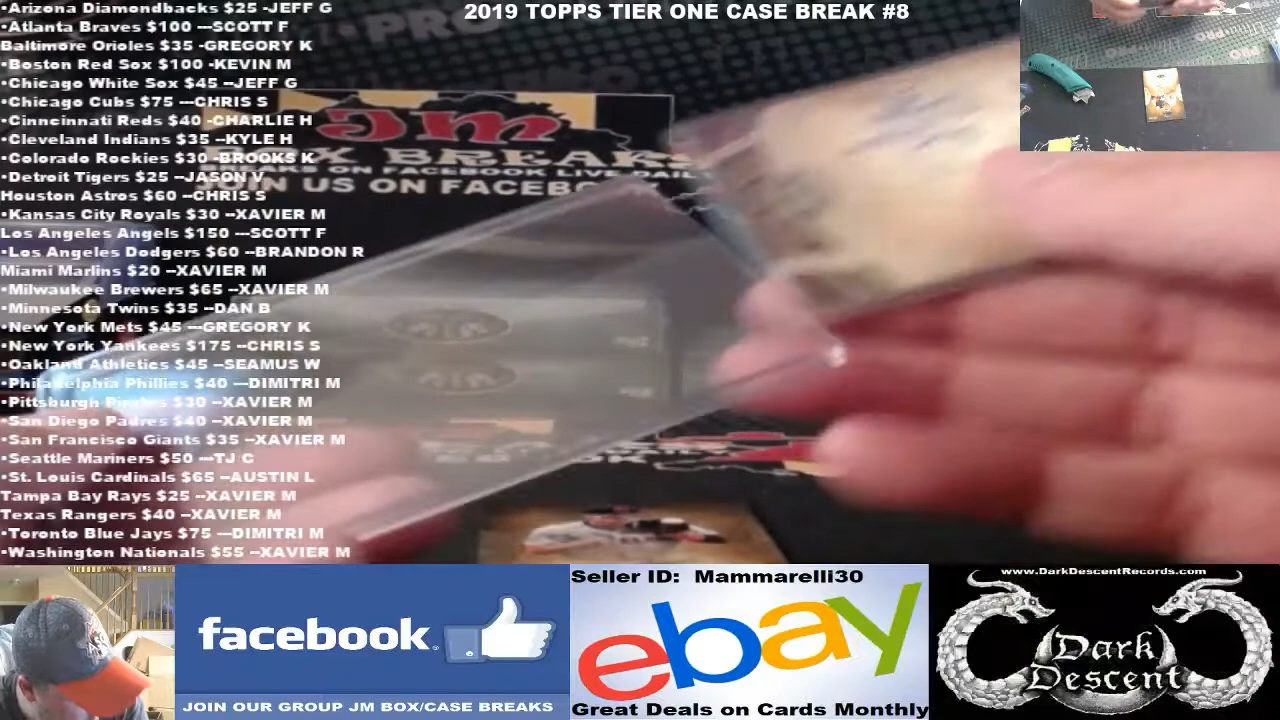 2019 TOPPS TIER ONE CASE BREAK #8
•Arizona Diamondbacks $25 -JEFF G
•Atlanta Braves $100 ---SCOTT F
Baltimore Orioles $35 -GREGORY K
•Boston Red Sox $100 -KEVIN M
•Chicago White Sox $45 --JEFF G
•Chicago Cubs $75 ---CHRIS S
•Cinncinnati Reds $40 -CHARLIE H
•Cleveland Indians $35 --KYLE H
•Colorado Rockies $30 -BROOKS K
•Detroit Tigers $25 --JASON V
Houston Astros $60 --CHRIS S
•Kansas City Royals $30 --XAVIER M
Los Angeles Angels $150 ---SCOTT F
•Los Angeles Dodgers $60 --BRANDON R
Miami Marlins $20 --XAVIER M
•Milwaukee Brewers $65 --XAVIER M
•Minnesota Twins $35 --DAN B
•New York Mets $45 ---GREGORY K
•New York Yankees $175 ---CHRIS S
•Oakland Athletics $45 --SEAMUS W
•Philadelphia Phillies $40 ---DIMITRI M
•Pittsburgh Pirates $30 --XAVIER M
•San Diego Padres $40 --XAVIER M
•San Francisco Giants $35 --XAVIER M
•Seattle Mariners $50 ---TJ C
•St. Louis Cardinals $65 --AUSTIN L
Tampa Bay Rays $25 --XAVIER M
Texas Rangers $40 --XAVIER M
•Toronto Blue Jays $75 ---DIMITRI M
•Washington Nationals $55 --XAVIER M
JM
BREAKS ON FACEBOOK LIVE DAILY
JOIN US ON
facebook
JOIN OUR GROUP JM BOX/CASE BREAKS
Seller ID: Mammarelli30
ebay
Great Deals on Cards Monthly
www.DarkDescentRecords.com
Dark
Descent